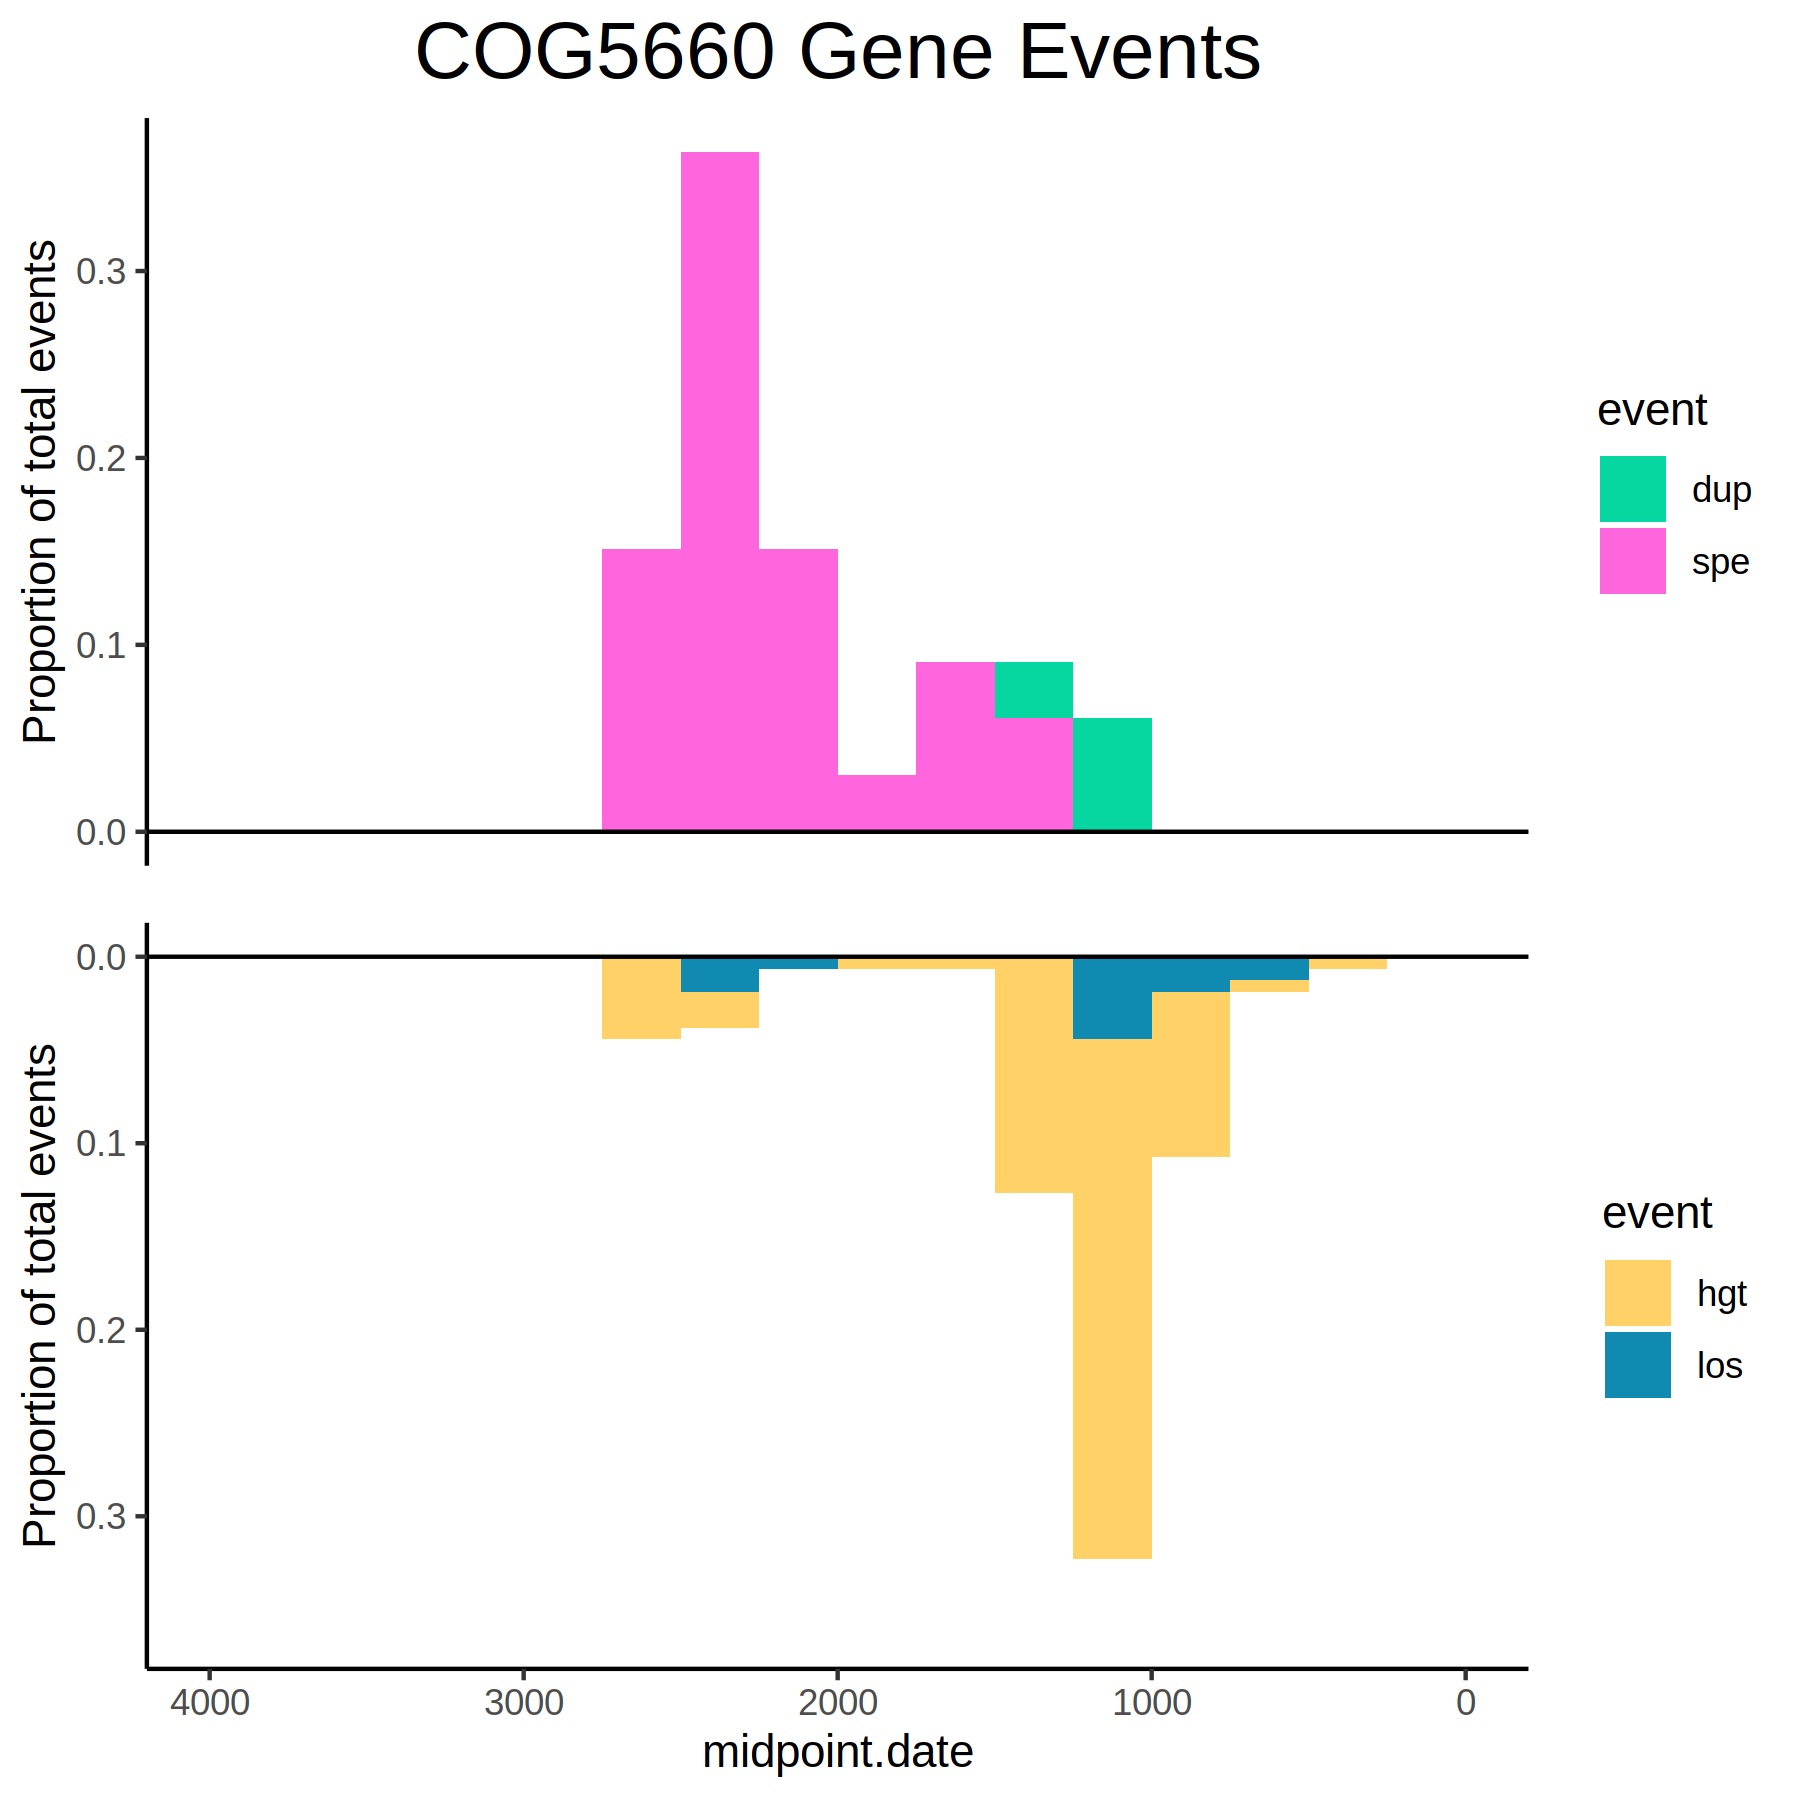 COG5660 Gene Events
Proportion of total events
0.3
0.2
0.1
0.0
event
dup
spe
Proportion of total events
0.0
0.1
0.2
0.3
event
hgt
los
4000 3000 2000 1000 0
midpoint.date